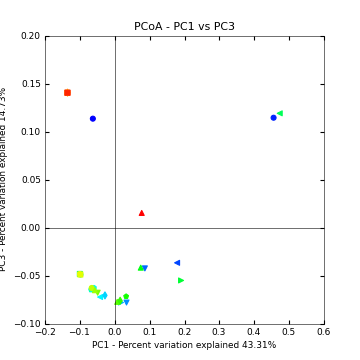 PCoA - PC1 vs PC3
0.20
0.15
0.10
0.05
0.00
−0.05
−0.10
PC3 - Percent variation explained 14.73%
−0.2 −0.1 0.0 0.1 0.2 0.3 0.4 0.5 0.6
PC1 - Percent variation explained 43.31%